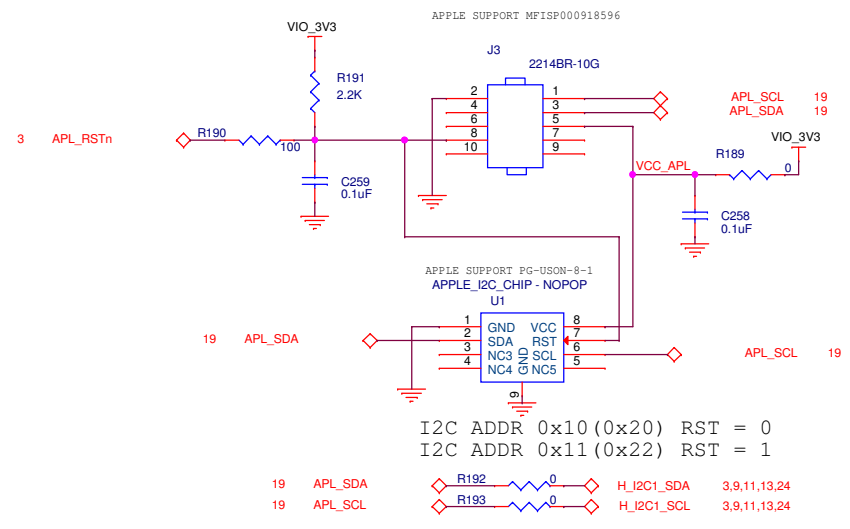 APPLE SUPPORT MFISP000918596
VIO_3V3
J3
2214BR-10G
R191
2.2K
2 1
4 3
6 5
8 7
10 9
APL_SCL 19
APL_SDA 19
3 APL_RSTn
R190
100
VIO_3V3
R189
0
VCC_APL
C259
0.1uF
C258
0.1uF
APPLE SUPPORT PG-USON-8-1
APPLE_I2C_CHIP - NOPOP
U1
1 GND VCC 8
2 SDA RST 7
3 NC3 SCL 6
4 NC4 NC5 5
GND
9
19 APL_SDA
APL_SCL 19
I2C ADDR 0x10(0x20) RST = 0
I2C ADDR 0x11(0x22) RST = 1
19 APL_SDA R192 0 H_I2C1_SDA 3,9,11,13,24
19 APL_SCL R193 0 H_I2C1_SCL 3,9,11,13,24